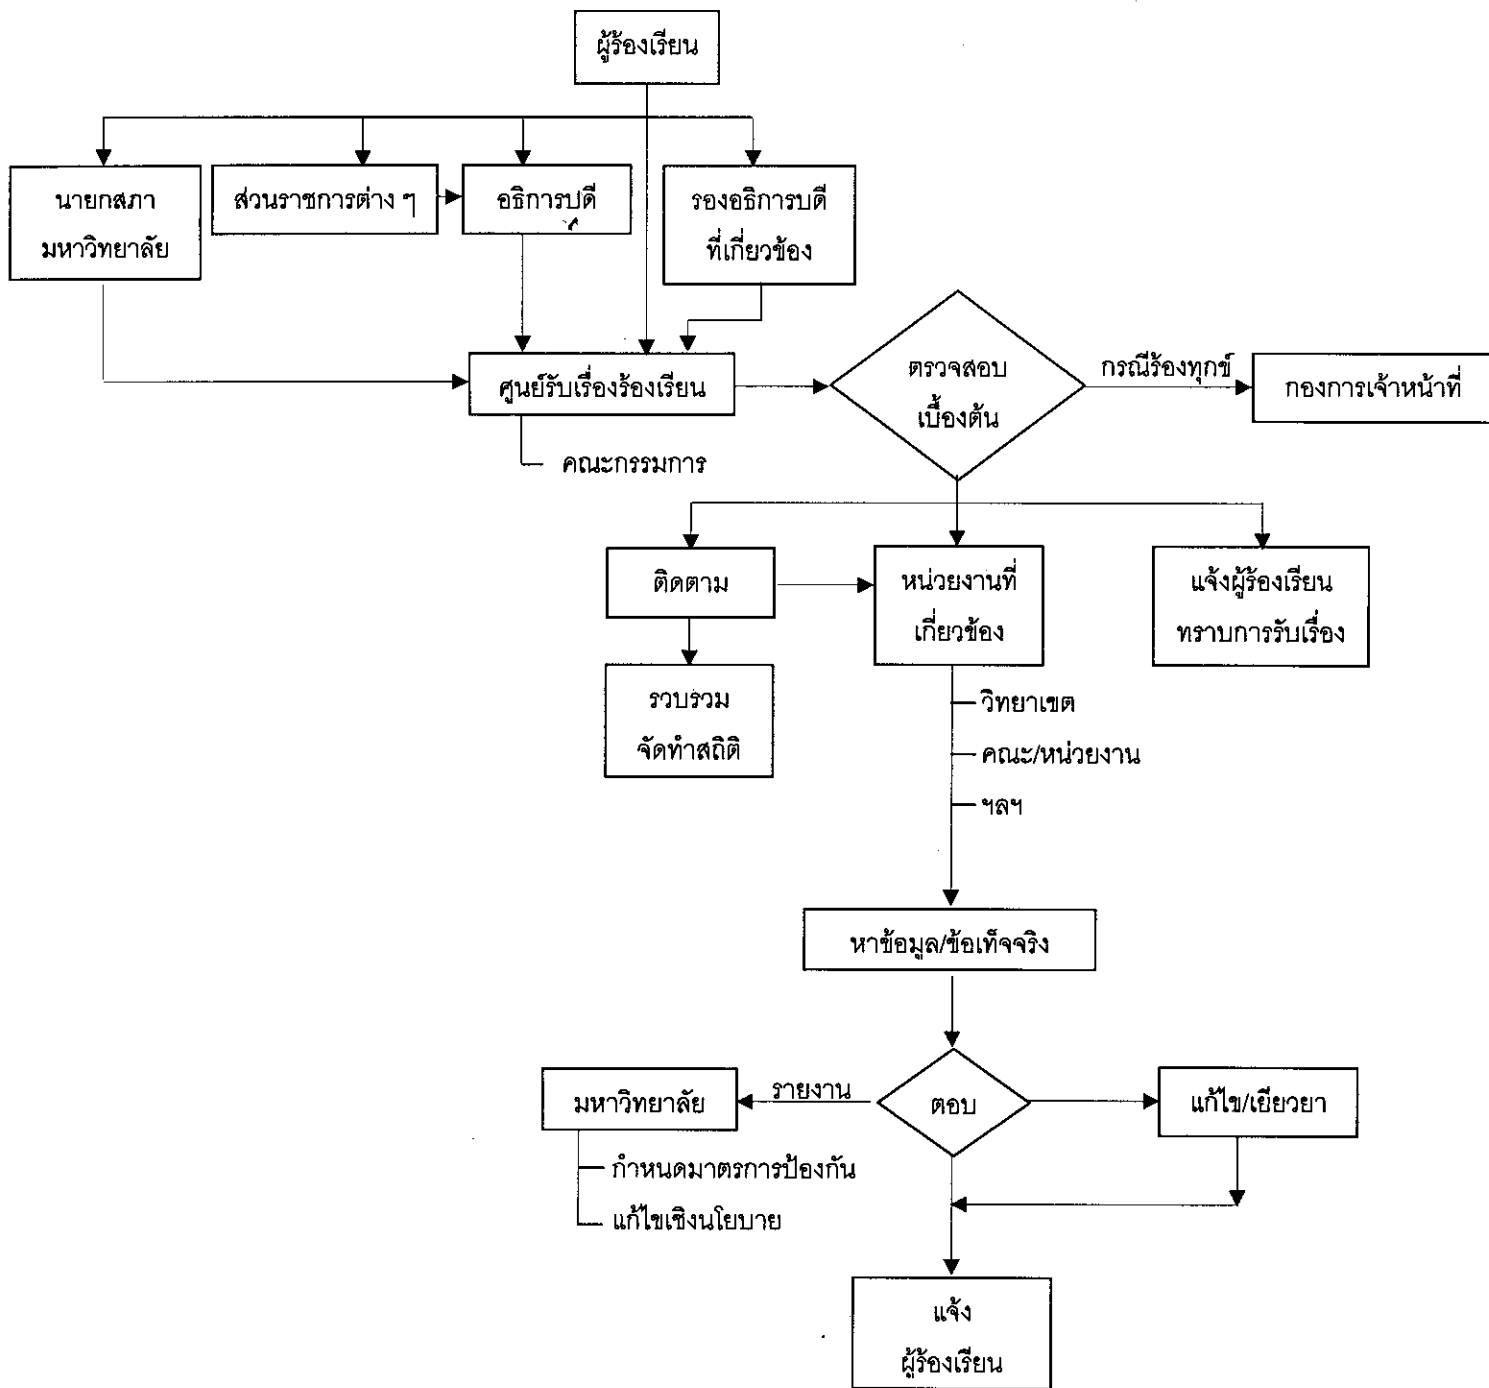 ผู้ร้องเรียน
นายกสภา
มหาวิทยาลัย
ส่วนราชการต่าง ๆ
อธิการบดี
รองอธิการบดี
ที่เกี่ยวข้อง
ศูนย์รับเรื่องร้องเรียน
คณะกรรมการ
ตรวจสอบ
เบื้องต้น
กรณีร้องทุกข์
กองการเจ้าหน้าที่
ติดตาม
หน่วยงานที่
เกี่ยวข้อง
แจ้งผู้ร้องเรียน
ทราบการรับเรื่อง
รวบรวม
จัดทำสถิติ
วิทยาเขต
คณะ/หน่วยงาน
ฯลฯ
หาข้อมูล/ข้อเท็จจริง
มหาวิทยาลัย
รายงาน
ตอบ
แก้ไข/เยียวยา
กำหนดมาตรการป้องกัน
แก้ไขเชิงนโยบาย
แจ้ง
ผู้ร้องเรียน